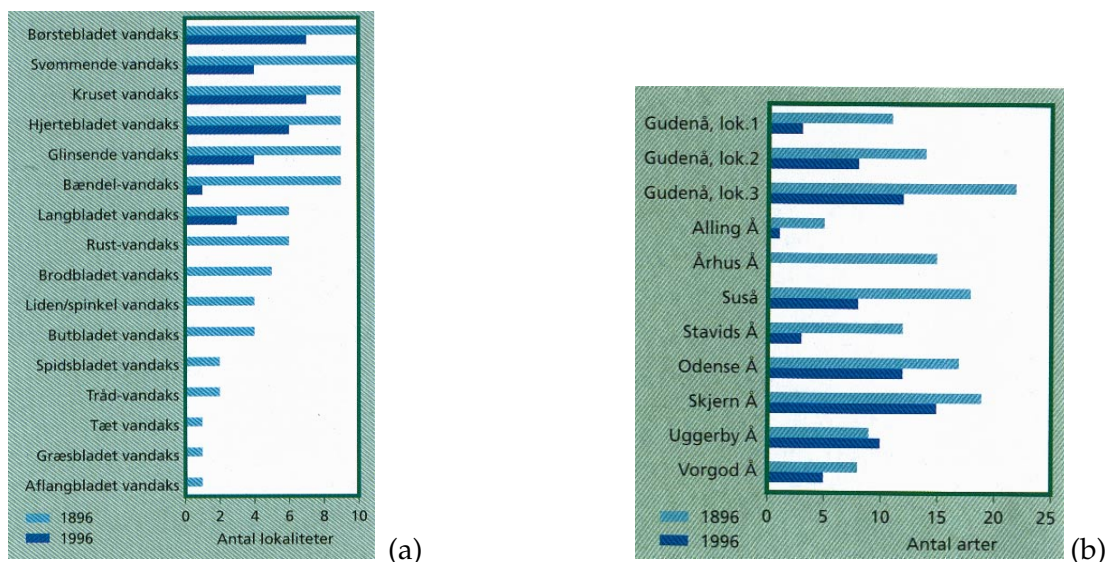 Børstebladet vandaks
Svømmende vandaks
Kruset vandaks
Hjertebladet vandaks
Glinsende vandaks
Bændel-vandaks
Langbladet vandaks
Rust-vandaks
Brodbladet vandaks
Liden/spinkel vandaks
Butbladet vandaks
Spidsbladet vandaks
Tråd-vandaks
Tæt vandaks
Græsbladet vandaks
Aflangbladet vandaks
0 2 4 6 8 10
1896
1996
Antal lokaliteter
(a)
Gudenå, lok.1
Gudenå, lok.2
Gudenå, lok.3
Alling Å
Århus Å
Suså
Stavids Å
Odense Å
Skjern Å
Uggerby Å
Vorgod Å
0 5 10 15 20 25
1896
1996
Antal arter
(b)